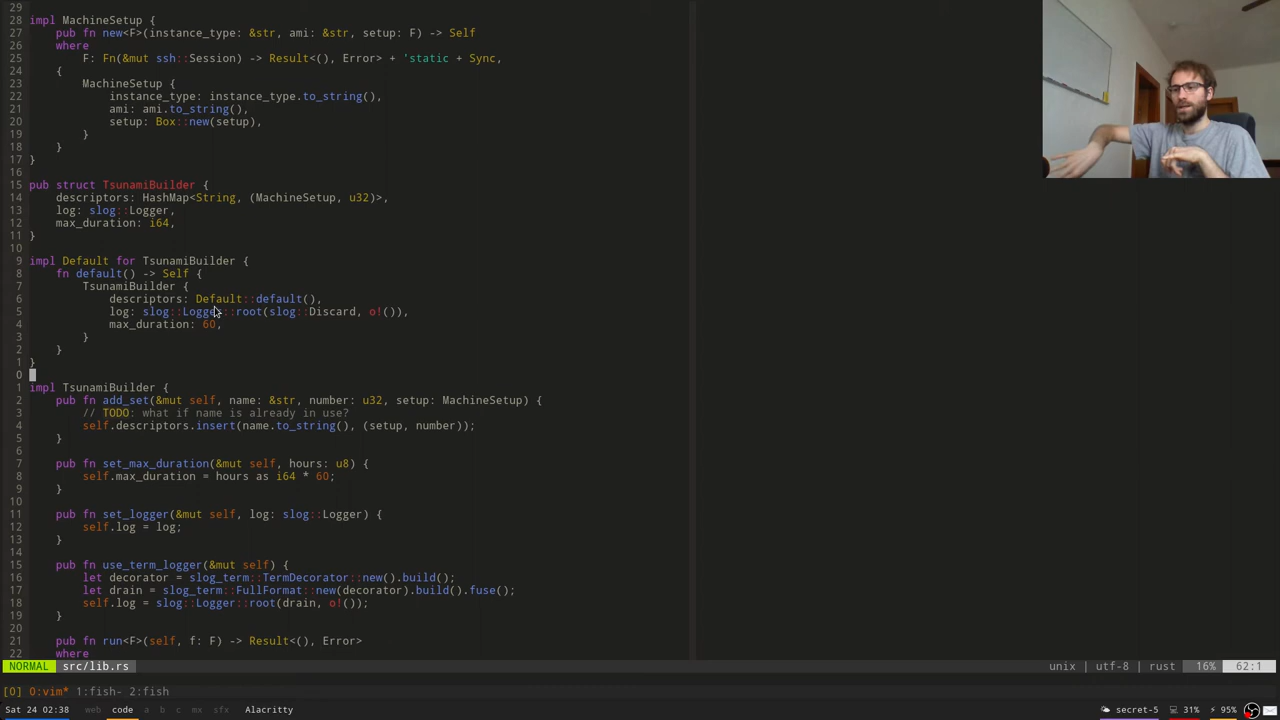 29
28 impl MachineSetup {
27     pub fn new<F>(instance_type: &str, ami: &str, setup: F) -> Self
26     where
25         F: Fn(&mut ssh::Session) -> Result<(), Error> + 'static + Sync,
24     {
23         MachineSetup {
22             instance_type: instance_type.to_string(),
21             ami: ami.to_string(),
20             setup: Box::new(setup),
19         }
18     }
17 }
16
15 pub struct TsunamiBuilder {
14     descriptors: HashMap<String, (MachineSetup, u32)>,
13     log: slog::Logger,
12     max_duration: i64,
11 }
10
9 impl Default for TsunamiBuilder {
8     fn default() -> Self {
7         TsunamiBuilder {
6             descriptors: Default::default(),
5             log: slog::Logger::root(slog::Discard, o!()),
4             max_duration: 60,
3         }
2     }
1 }
0
1 impl TsunamiBuilder {
2     pub fn add_set(&mut self, name: &str, number: u32, setup: MachineSetup) {
3         // TODO: what if name is already in use?
4         self.descriptors.insert(name.to_string(), (setup, number));
5     }
6
7     pub fn set_max_duration(&mut self, hours: u8) {
8         self.max_duration = hours as i64 * 60;
9     }
10
11     pub fn set_logger(&mut self, log: slog::Logger) {
12         self.log = log;
13     }
14
15     pub fn use_term_logger(&mut self) {
16         let decorator = slog_term::TermDecorator::new().build();
17         let drain = slog_term::FullFormat::new(decorator).build().fuse();
18         self.log = slog::Logger::root(drain, o!());
19     }
20
21     pub fn run<F>(self, f: F) -> Result<(), Error>
22     where
NORMAL src/lib.rs unix | utf-8 | rust 16% 62:1
[0] 0:vim* 1:fish- 2:fish
Sat 24 02:38 web code a b c mx sfx Alacritty secret-5 31% 95%